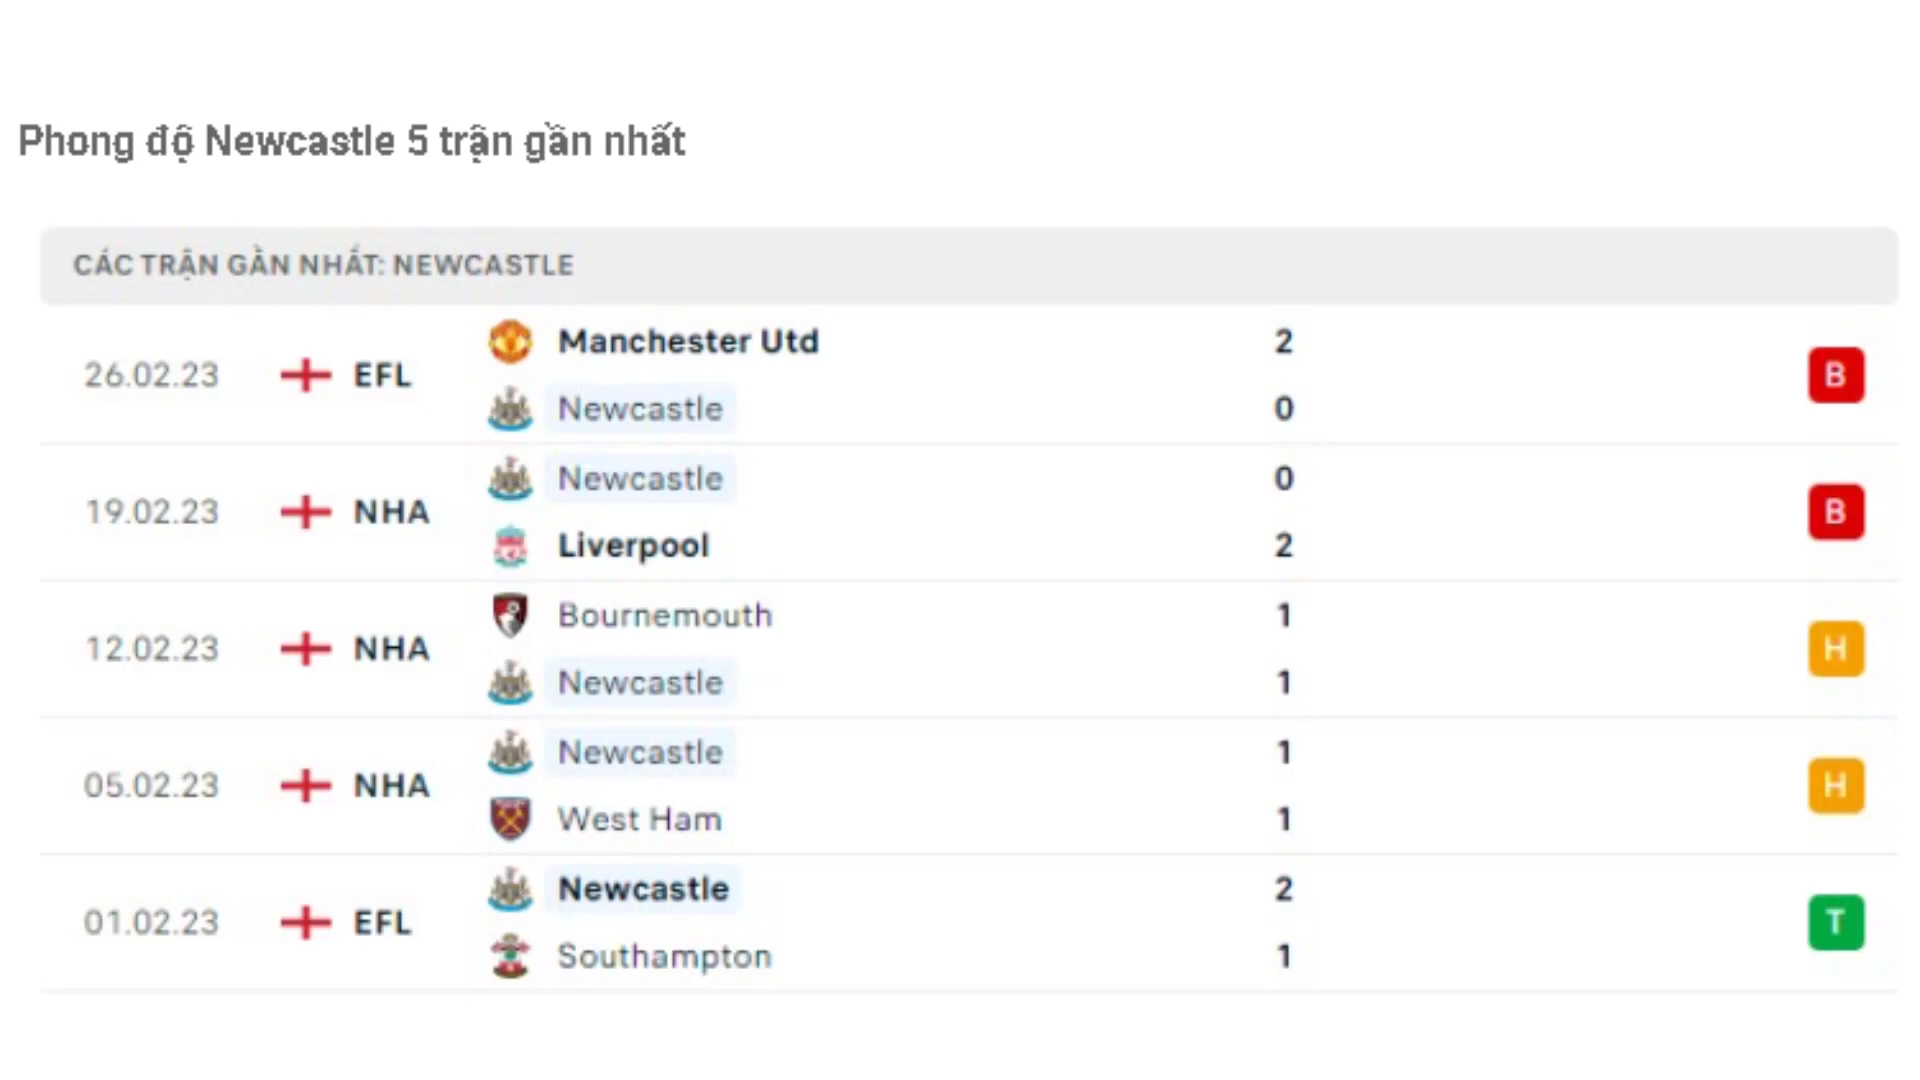 Phong độ Newcastle 5 trận gần nhất
CÁC TRẬN GẦN NHẤT: NEWCASTLE
26.02.23 EFL Manchester Utd 2 B
Newcastle 0
19.02.23 NHA Newcastle 0 B
Liverpool 2
12.02.23 NHA Bournemouth 1 H
Newcastle 1
05.02.23 NHA Newcastle 1 H
West Ham 1
01.02.23 EFL Newcastle 2 T
Southampton 1